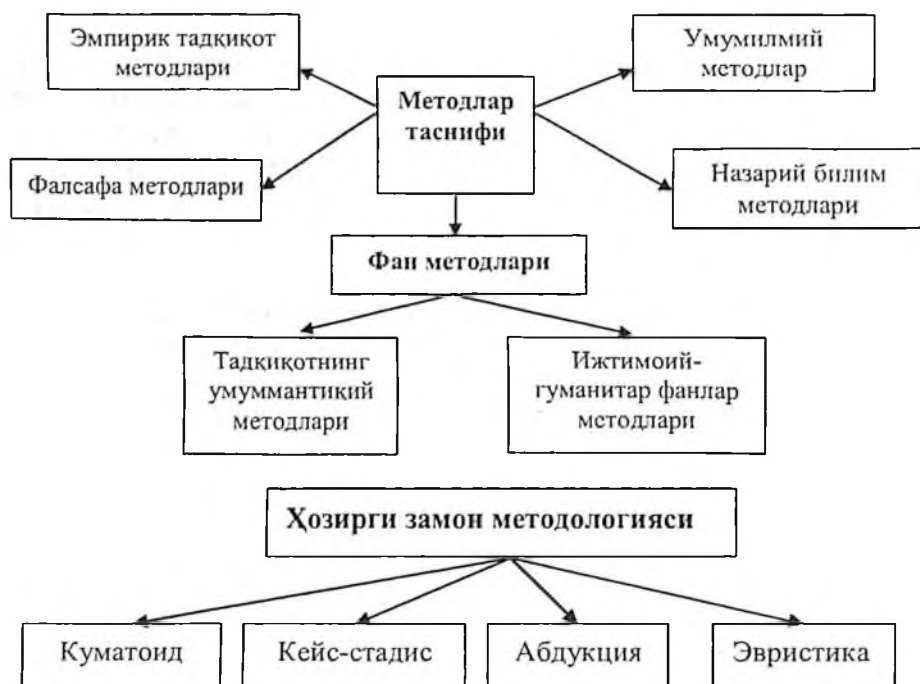 Эмпирик тадқиқот
методлари
Умумилмий
методлар
Методлар
таснифи
Фалсафа методлари
Назарий билим
методлари
Фан методлари
Тадқиқотнинг
умуммантиқий
методлари
Ижтимоий-
гуманитар фанлар
методлари
Ҳозирги замон методологияси
Куматоид
Кейс-стадис
Абдукция
Эвристика